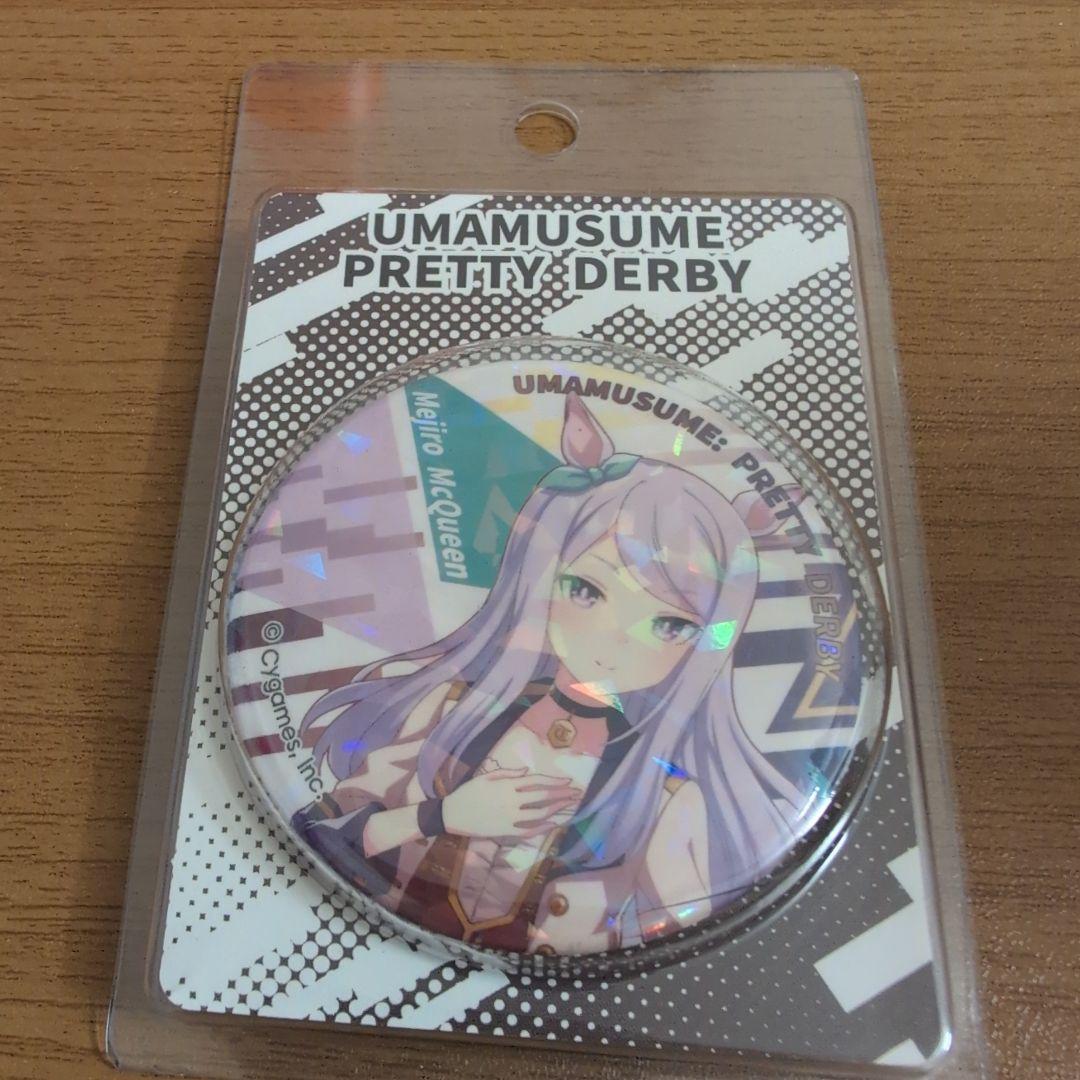 UMAMUSUME
PRETTY DERBY
UMAMUSUME: PRETTY DERBY
Mejiro McQueen
© Cygames, Inc.